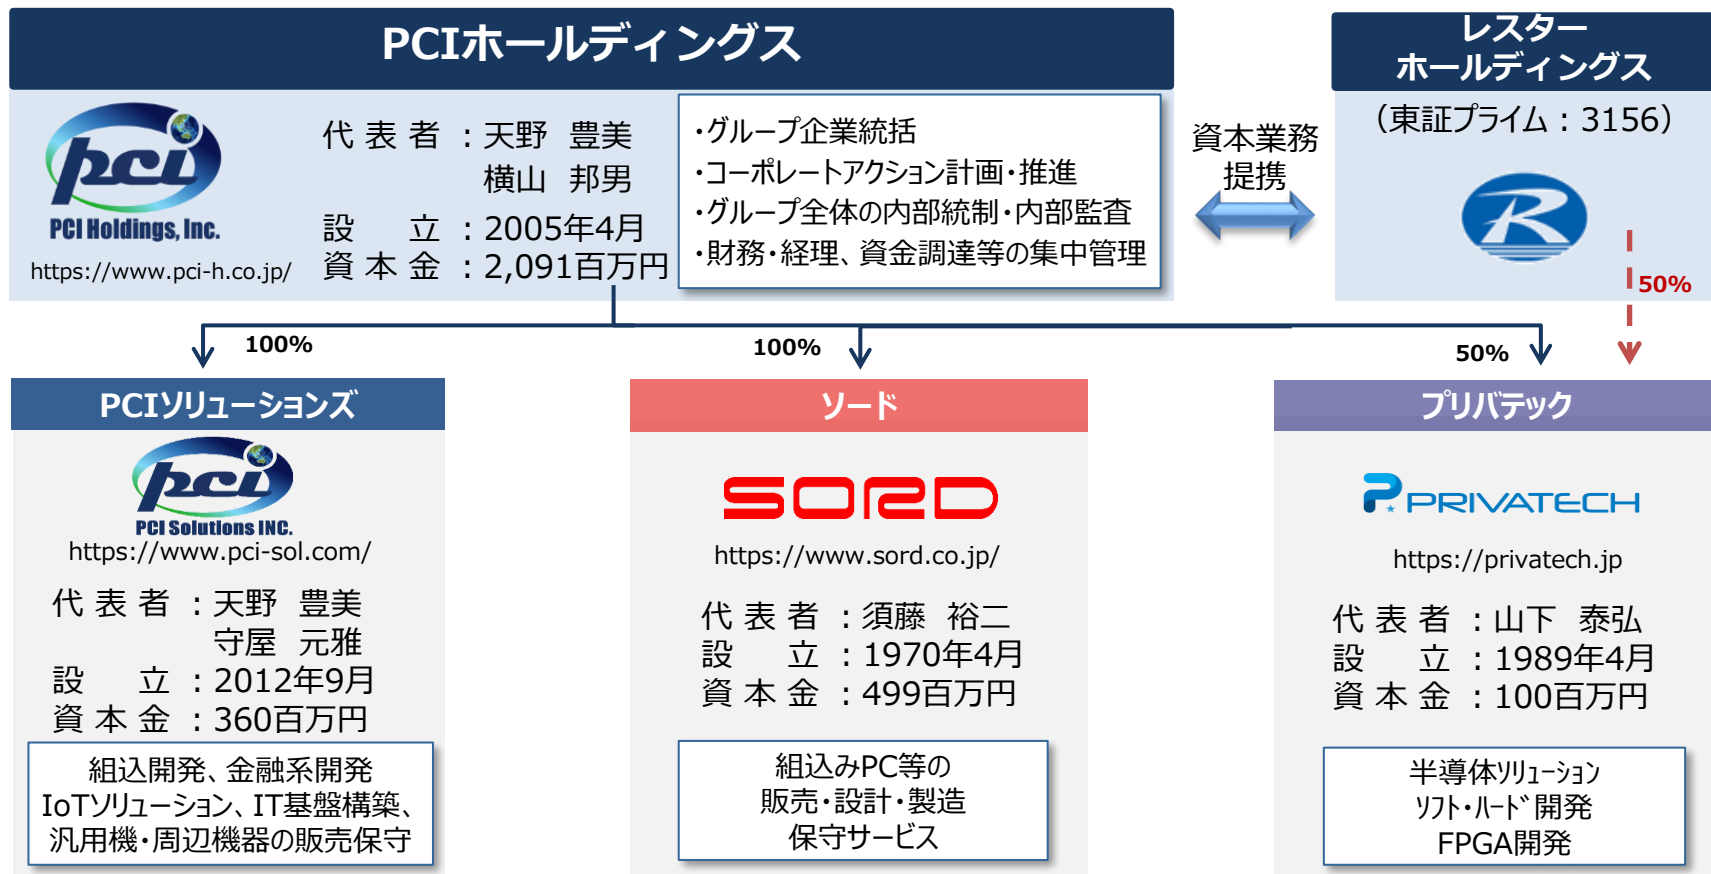 PCIホールディングス
pci
PCI Holdings, Inc.
https://www.pci-h.co.jp/
代 表 者 ：天野 豊美
横山 邦男
設 立 ：2005年4月
資 本 金 ：2,091百万円
・グループ企業統括
・コーポレートアクション計画・推進
・グループ全体の内部統制・内部監査
・財務・経理、資金調達等の集中管理
資本業務
提携
レスター
ホールディングス
（東証プライム：3156）
R
50%
100%
100%
50%
PCIソリューションズ
pci
PCI Solutions INC.
https://www.pci-sol.com/
代 表 者 ：天野 豊美
守屋 元雅
設 立 ：2012年9月
資 本 金 ：360百万円
組込開発、金融系開発
IoTソリューション、IT基盤構築、
汎用機・周辺機器の販売保守
ソード
SORD
https://www.sord.co.jp/
代 表 者 ：須藤 裕二
設 立 ：1970年4月
資 本 金 ：499百万円
組込みPC等の
販売・設計・製造
保守サービス
プリバテック
PRIVATECH
https://privatech.jp
代 表 者 ：山下 泰弘
設 立 ：1989年4月
資 本 金 ：100百万円
半導体ｿﾘｭｰｼｮﾝ
ｿﾌﾄ・ﾊｰﾄﾞ開発
FPGA開発